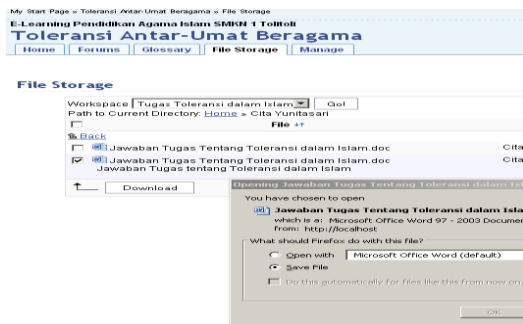 My Start Page » Toleransi Antar-Umat Beragama » File Storage
E-Learning Pendidikan Agama Islam SMKN 1 Tolitoli
Toleransi Antar-Umat Beragama
Home Forums Glossary File Storage Manage
File Storage
Workspace Tugas Toleransi dalam Islam Go!
Path to Current Directory: Home » Cita Yunitasari
File
Back
Jawaban Tugas Tentang Toleransi dalam Islam.doc Cita
Jawaban Tugas Tentang Toleransi dalam Islam.doc Cita
Jawaban Tugas tentang Toleransi dalam Islam
Download
Opening Jawaban Tugas Tentang Toleransi dalam Isl
You have chosen to open
Jawaban Tugas Tentang Toleransi dalam Isla
which is a: Microsoft Office Word 97 - 2003 Documen
from: http://localhost
What should Firefox do with this file?
Open with Microsoft Office Word (default)
Save File
Do this automatically for files like this from now on.
OK